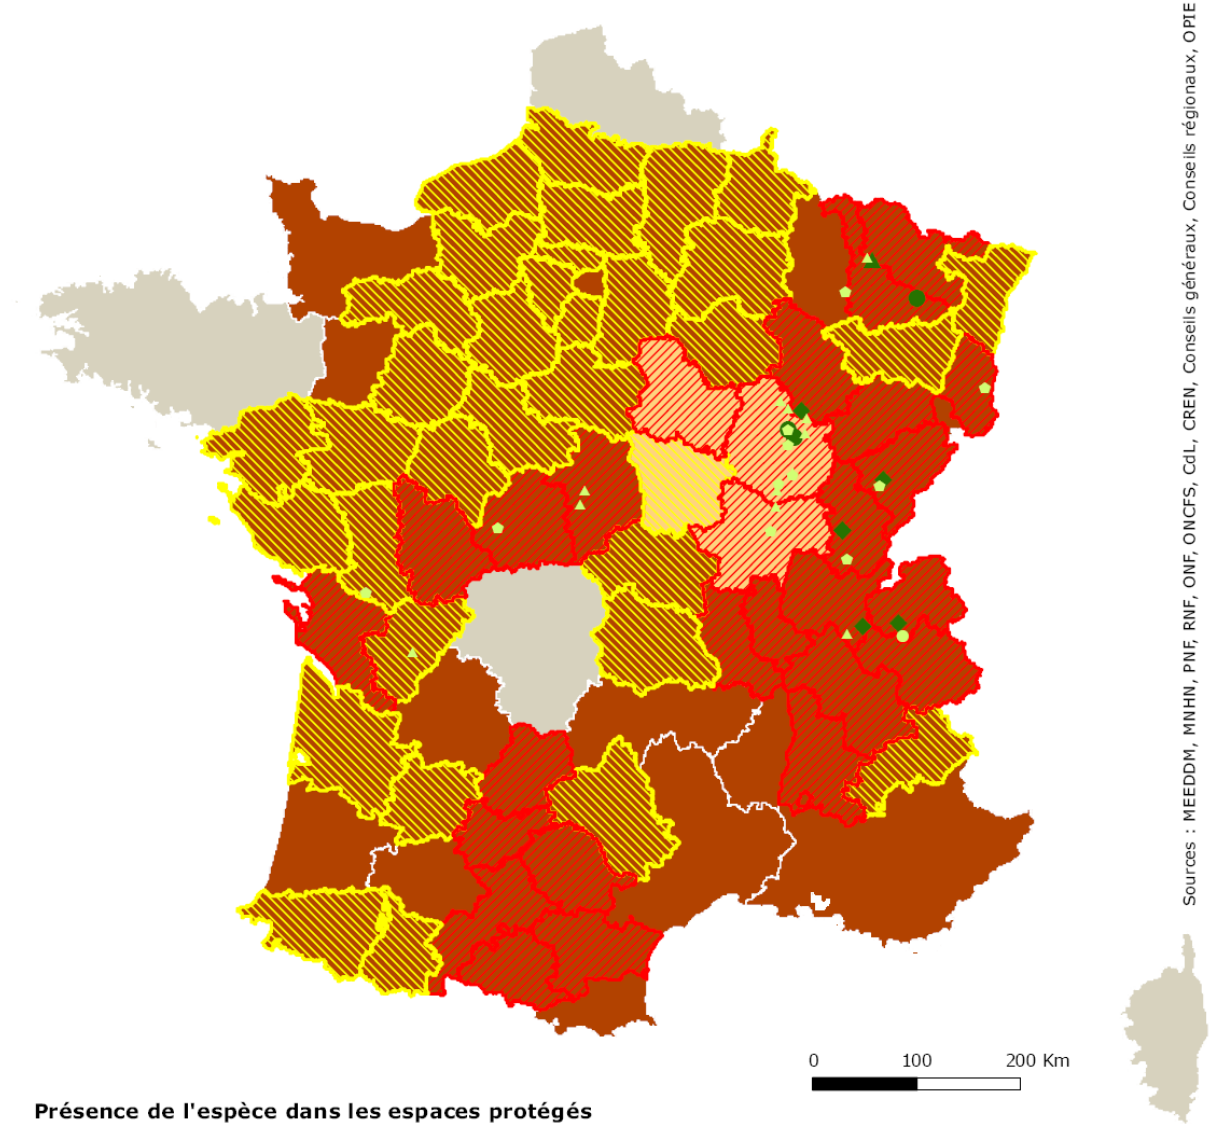 Sources : MEEDDM, MNHN, PNF, RNF, ONF, ONCFS, CdL, CREN, Conseils généraux, Conseils régionaux, OPIE
0 100 200 Km
Présence de l'espèce dans les espaces protégés